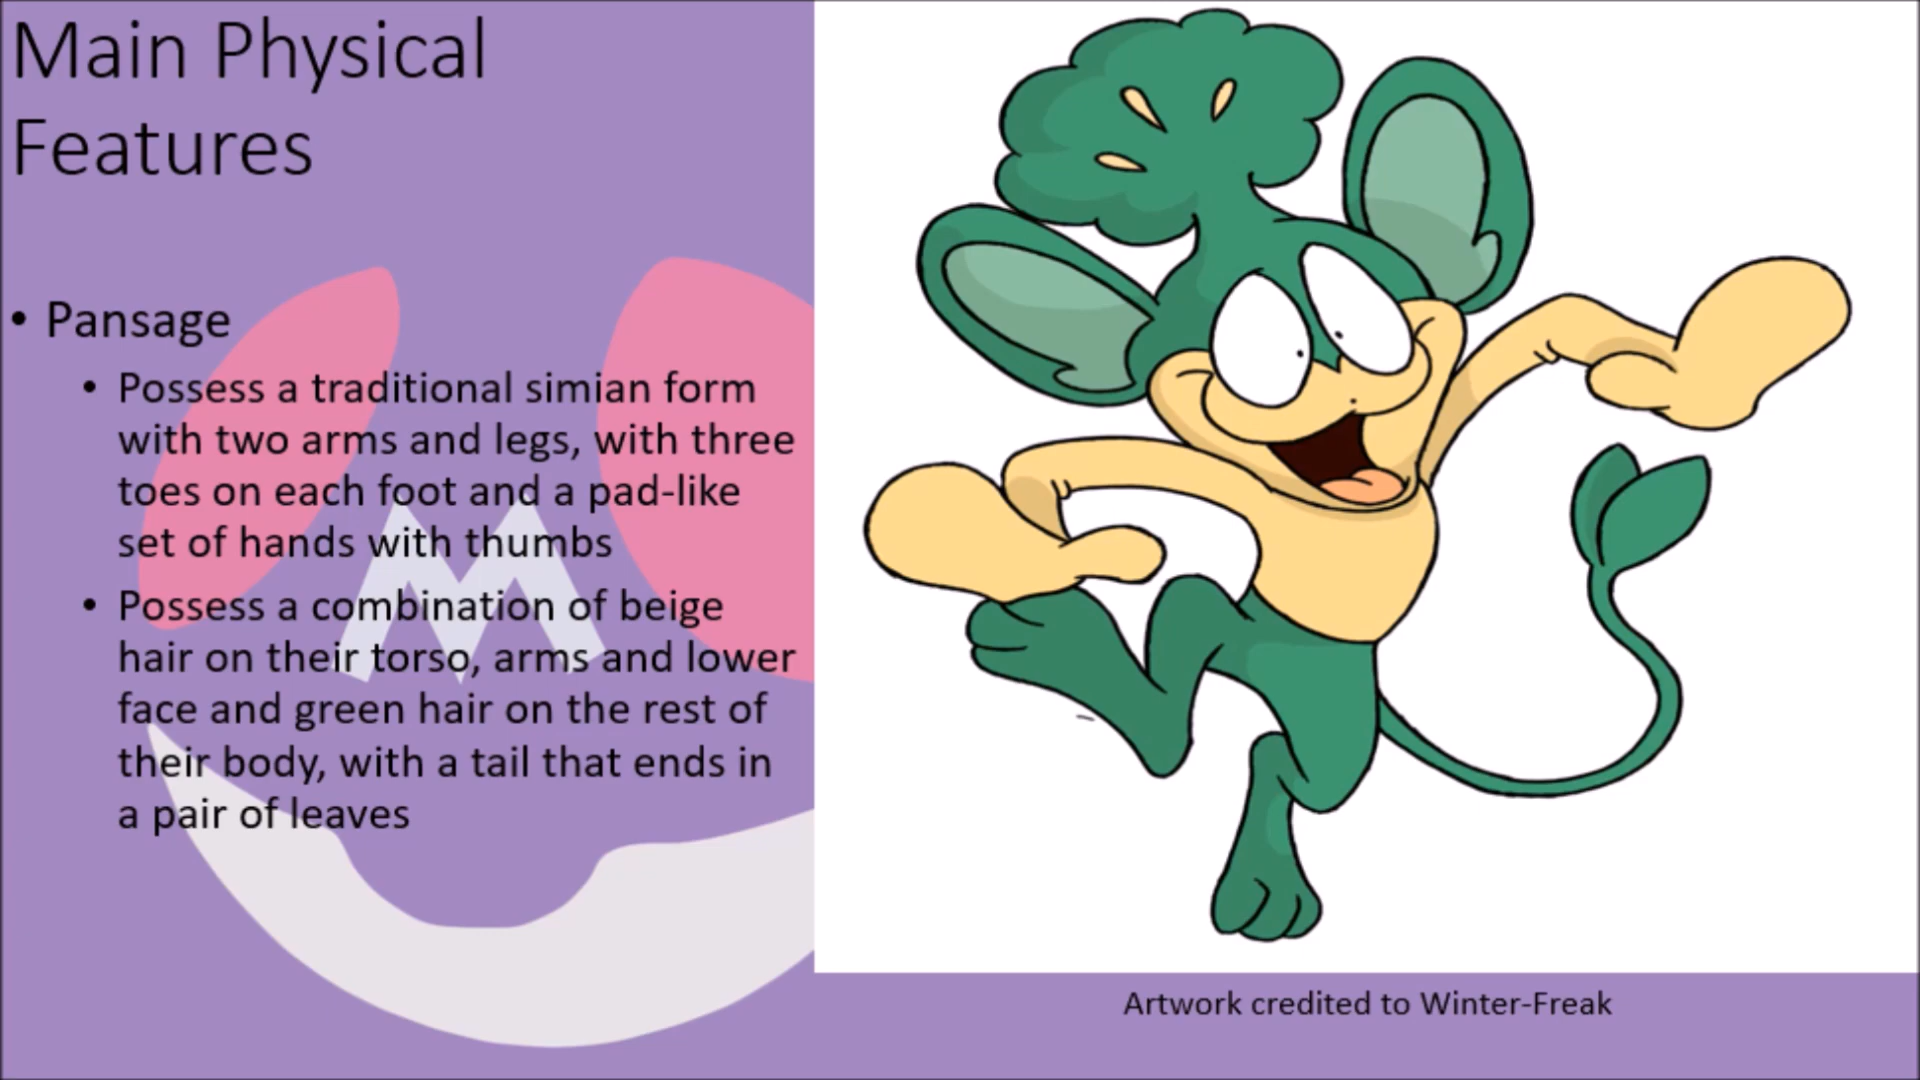 Main Physical
Features
• Pansage
• Possess a traditional simian form
with two arms and legs, with three
toes on each foot and a pad-like
set of hands with thumbs
• Possess a combination of beige
hair on their torso, arms and lower
face and green hair on the rest of
their body, with a tail that ends in
a pair of leaves
M
Artwork credited to Winter-Freak